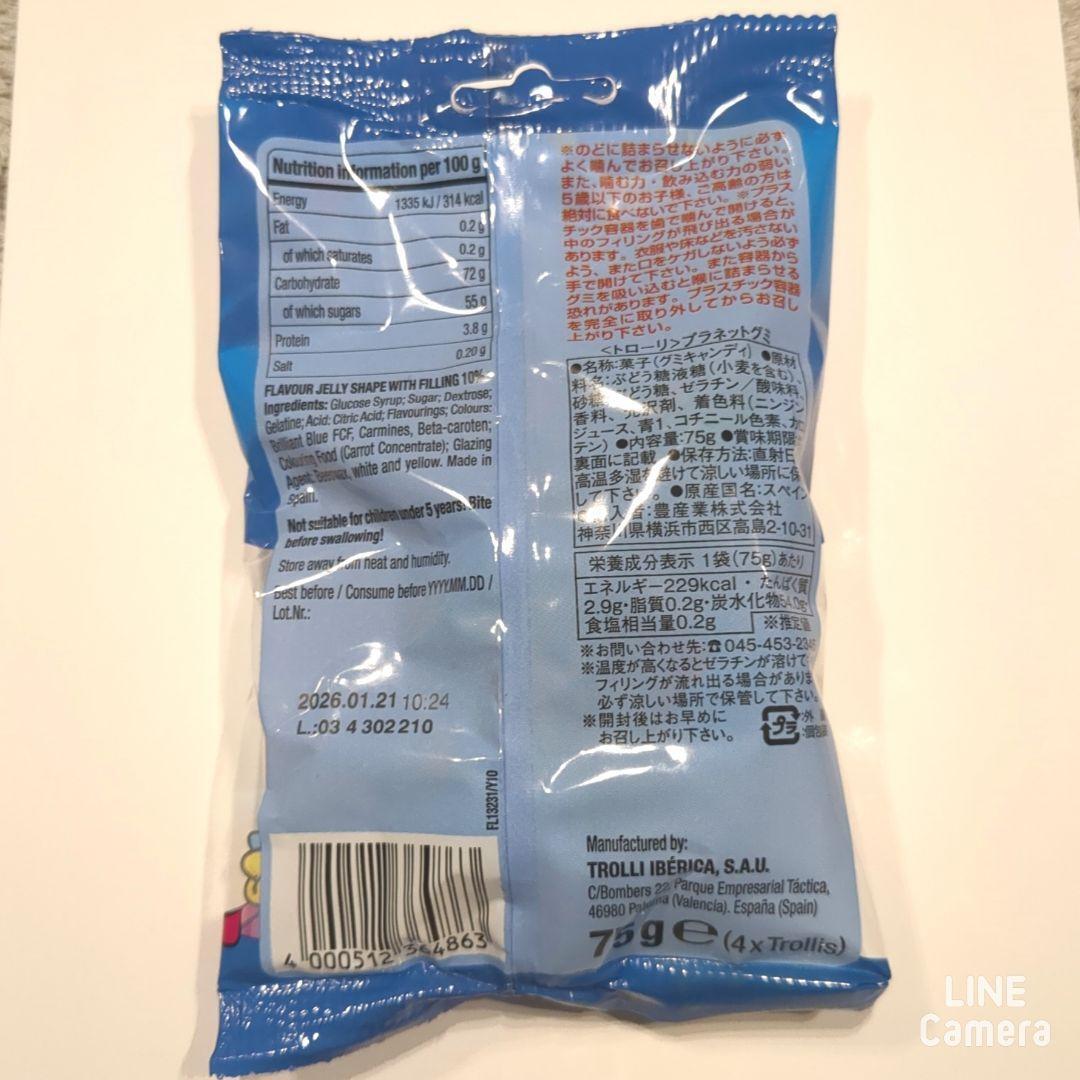 Nutrition information per 100 g
Energy 1335 kJ / 314 kcal
Fat 0.2 g
of which saturates 0.2 g
Carbohydrate 72 g
of which sugars 55 g
Protein 3.8 g
Salt 0.20 g
FLAVOUR JELLY SHAPE WITH FILLING 10%
Ingredients: Glucose Syrup; Sugar; Dextrose;
Gelatine; Acid: Citric Acid; Flavourings; Colours:
Brilliant Blue FCF, Carmines, Beta-caroten;
Colouring Food (Carrot Concentrate); Glazing
Agent: Beeswax, white and yellow. Made in
Spain.
Not suitable for children under 5 years. Bite
before swallowing!
Store away from heat and humidity.
Best before / Consume before YYYY.MM.DD /
Lot.Nr.:
2026.01.21 10:24
L.:03 4 302210
FL13231/Y10
4 000512 364863
※のどに詰まらせないように必ず
よく噛んでお召し上がり下さい。
また、噛む力・飲み込む力の弱い
5歳以下のお子様、ご高齢の方は
絶対に食べないで下さい。※プラス
チック容器を歯で噛んで開けると、
中のフィリングが飛び出る場合が
あります。衣服や床などを汚さない
よう、また口をケガしないよう必ず
手で開けて下さい。また容器から
グミを吸い込むと喉に詰まらせる
恐れがあります。プラスチック容器
を完全に取り外してからお召し
上がり下さい。
<トローリ>プラネットグミ
●名称:菓子(グミキャンディ) ●原材
料名:ぶどう糖液糖(小麦を含む)、
砂糖、ぶどう糖、ゼラチン/酸味料、
香料、光沢剤、着色料(ニンジン
ジュース、青1、コチニール色素、カロ
テン) ●内容量:75g ●賞味期限:
裏面に記載 ●保存方法:直射日
高温多湿を避けて涼しい場所に保
して下さい。 ●原産国名:スペイン
入者:豊産業株式会社
神奈川県横浜市西区高島2-10-31
栄養成分表示 1袋(75g)あたり
エネルギー229kcal・たんぱく質
2.9g・脂質0.2g・炭水化物54.0g
食塩相当量0.2g ※推定値
※お問い合わせ先:☎045-453-234
※温度が高くなるとゼラチンが溶けて
フィリングが流れ出る場合がありま
必ず涼しい場所で保管して下さい。
※開封後はお早めに
お召し上がり下さい。
プラ
:外
:個包
Manufactured by:
TROLLI IBÉRICA, S.A.U.
C/Bombers 22 Parque Empresarial Táctica,
46980 Paterna (Valencia). España (Spain)
75 g ℮ (4 x Trollis)
LINE
Camera